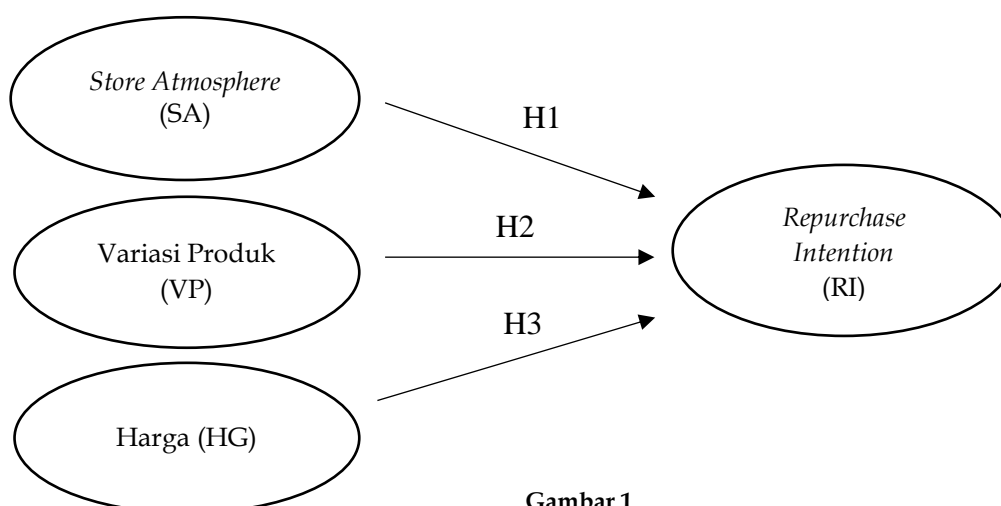 Store Atmosphere
(SA)
H1
Variasi Produk
(VP)
H2
Repurchase
Intention
(RI)
H3
Harga (HG)
Gambar 1